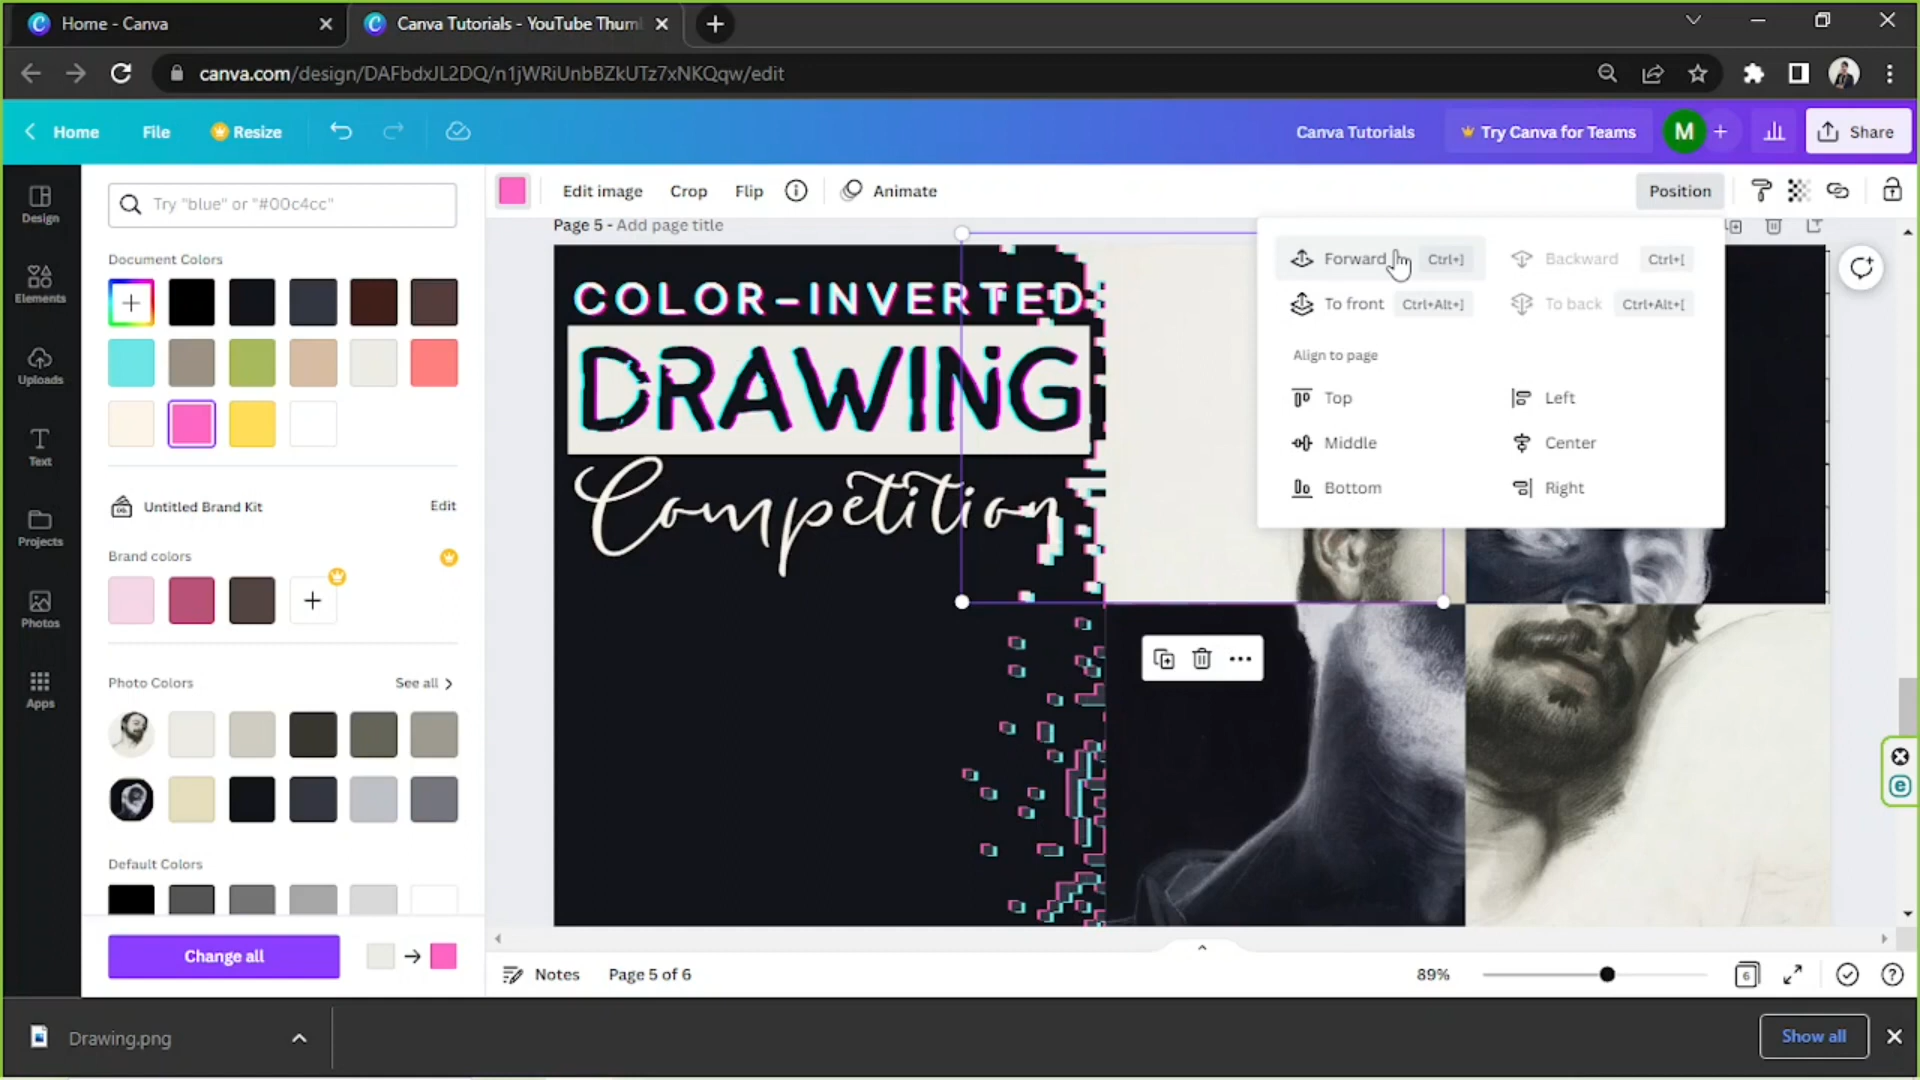 Home - Canva
Canva Tutorials - YouTube Thum
canva.com/design/DAFbdxJL2DQ/n1jWRiUnbBZkUTz7xNKQqw/edit
Home
File
Resize
Canva Tutorials
Try Canva for Teams
M
Share
Design
Elements
Uploads
Text
Projects
Photos
Apps
Try "blue" or "#00c4cc"
Document Colors
Untitled Brand Kit
Edit
Brand colors
Photo Colors
See all
Default Colors
Change all
Edit image
Crop
Flip
Animate
Position
Page 5 - Add page title
COLOR-INVERTED
DRAWING
Competition
Forward
Ctrl+]
Backward
Ctrl+[
To front
Ctrl+Alt+]
To back
Ctrl+Alt+[
Align to page
Top
Left
Middle
Center
Bottom
Right
Notes
Page 5 of 6
89%
6
Drawing.png
Show all